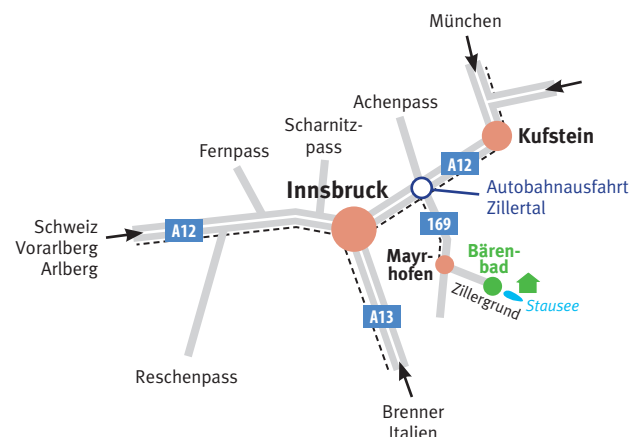 München
Achenpass
Scharnitz-
pass
Kufstein
Fernpass
A12
Innsbruck
Autobahnausfahrt
Zillertal
Schweiz
Vorarlberg
Arlberg
A12
169
Mayr-
hofen
Bären-
bad
Zillergrund
Stausee
A13
Reschenpass
Brenner
Italien